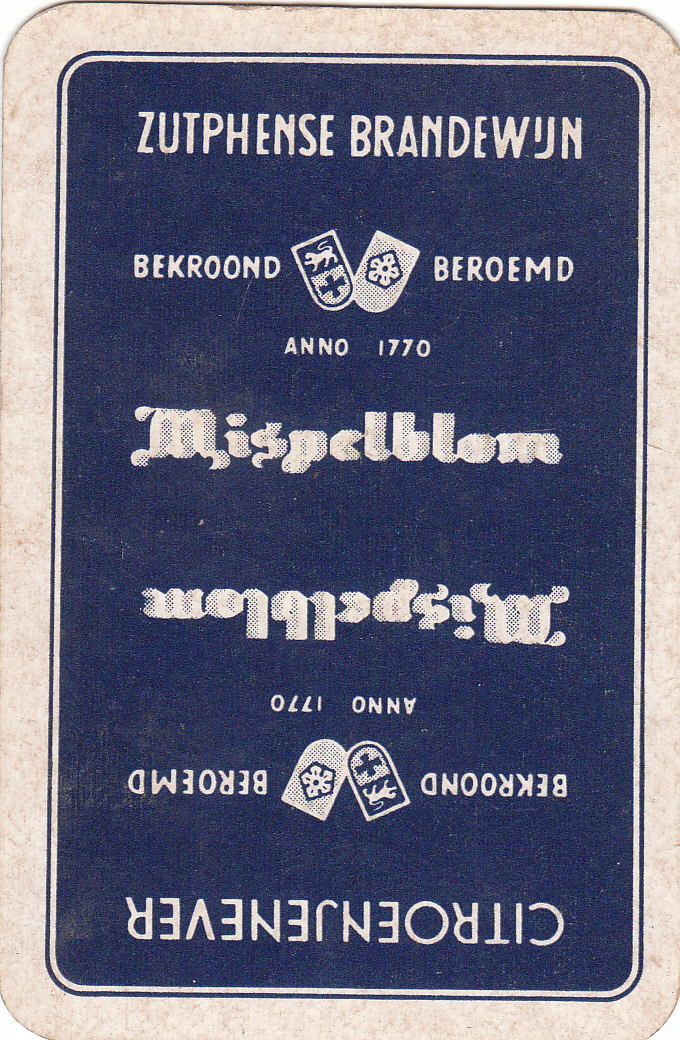 ZUTPHENSE BRANDEWIJN
BEKROOND BEROEMD
ANNO 1770
Mispelblom
Mispelblom
ANNO 1770
BEKROOND BEROEMD
CITROENJENEVER